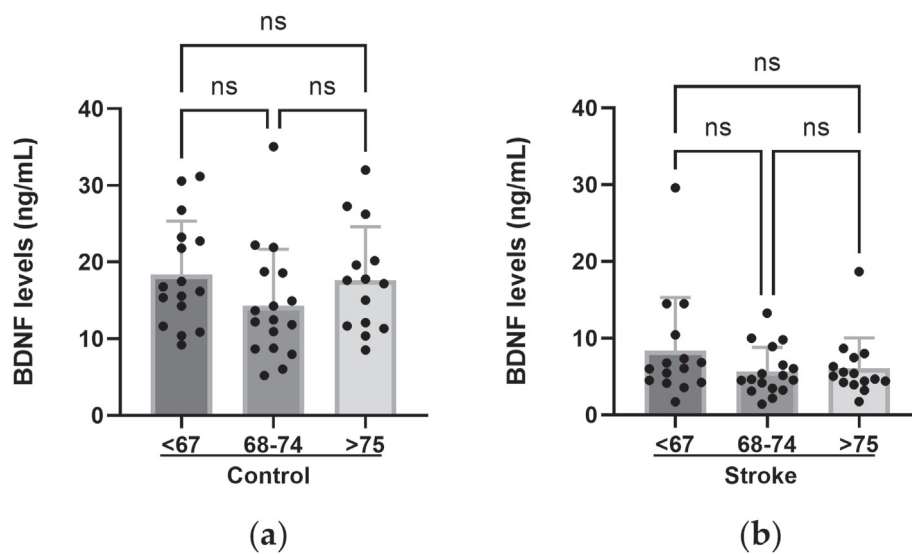 ns
ns
ns
BDNF levels (ng/mL)
40
30
20
10
0
<67
68-74
>75
Control
(a)
ns
ns
ns
BDNF levels (ng/mL)
40
30
20
10
0
<67
68-74
>75
Stroke
(b)